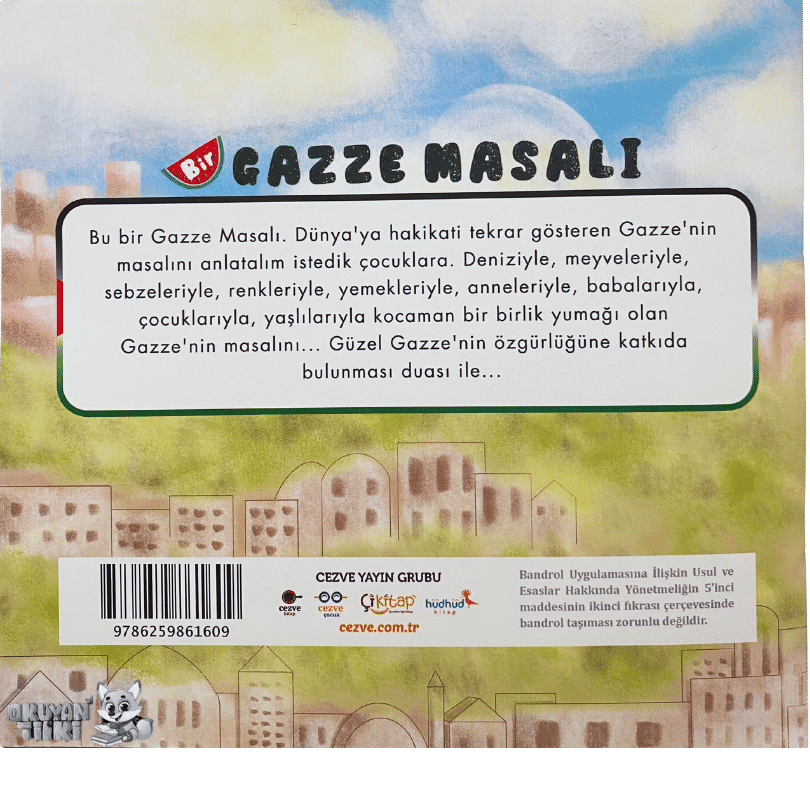 Bir GAZZE MASALI
Bu bir Gazze Masalı. Dünya'ya hakikati tekrar gösteren Gazze'nin
masalını anlatalım istedik çocuklara. Deniziyle, meyveleriyle,
sebzeleriyle, renkleriyle, yemekleriyle, anneleriyle, babalarıyla,
çocuklarıyla, yaşlılarıyla kocaman bir birlik yumağı olan
Gazze'nin masalını... Güzel Gazze'nin özgürlüğüne katkıda
bulunması duası ile...
9786259861609
CEZVE YAYIN GRUBU
cezve
kitap
cezve
çocuk
Çikitap
hüdhüd
kitap
cezve.com.tr
Bandrol Uygulamasına İlişkin Usul ve
Esaslar Hakkında Yönetmeliğin 5'inci
maddesinin ikinci fıkrası çerçevesinde
bandrol taşıması zorunlu değildir.
OKUYAN
TİLKİ